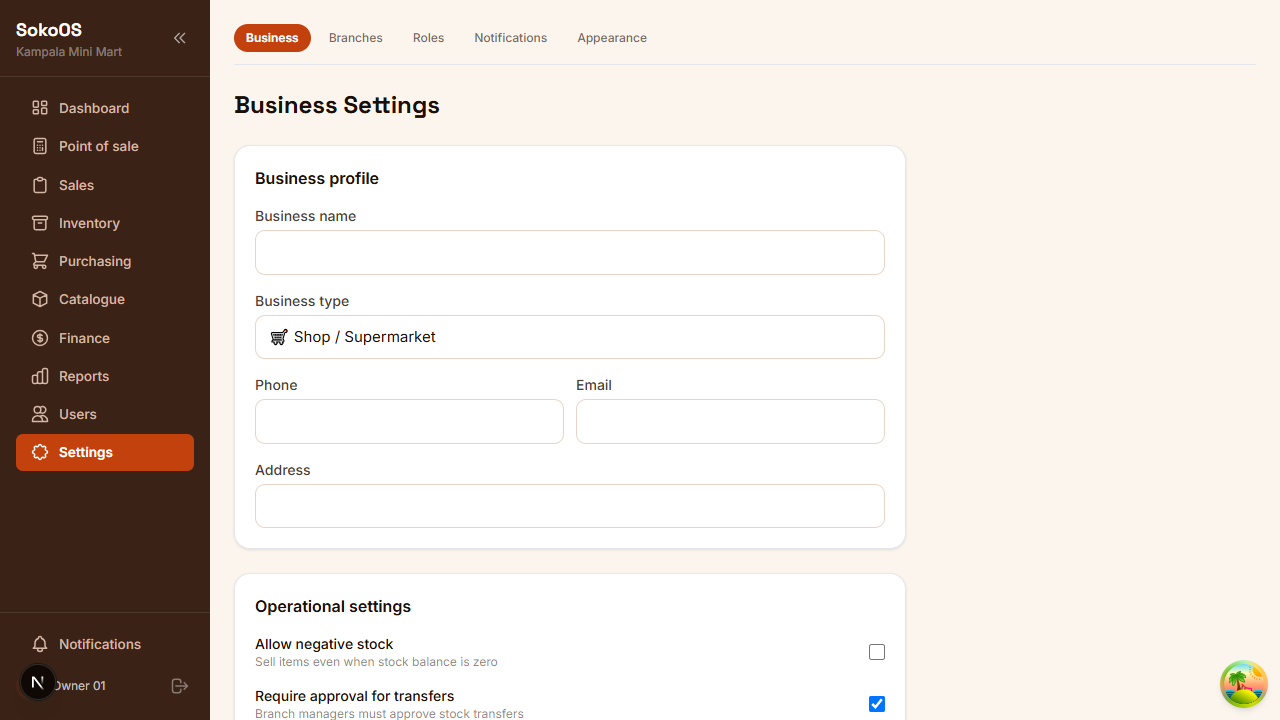 SokoOS
Kampala Mini Mart
Dashboard
Point of sale
Sales
Inventory
Purchasing
Catalogue
Finance
Reports
Users
Settings
Notifications
N
Owner 01
Business
Branches
Roles
Notifications
Appearance
Business Settings
Business profile
Business name
Business type
Shop / Supermarket
Phone
Email
Address
Operational settings
Allow negative stock
Sell items even when stock balance is zero
Require approval for transfers
Branch managers must approve stock transfers